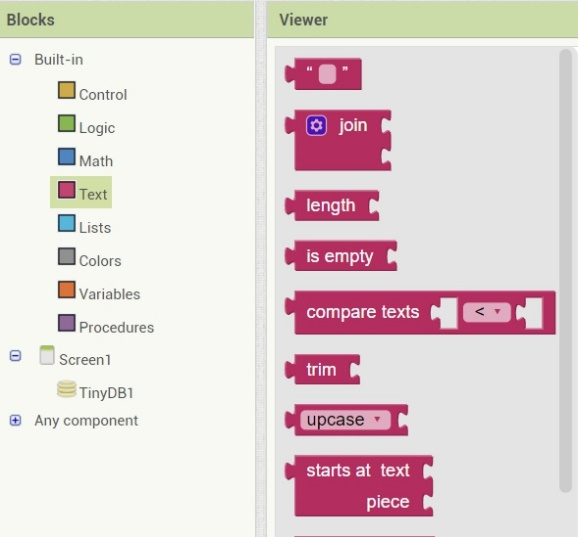 Blocks
Built-in
Control
Logic
Math
Text
Lists
Colors
Variables
Procedures
Screen1
TinyDB1
Any component
Viewer
“ ”
join
length
is empty
compare texts <
trim
upcase
starts at text
piece